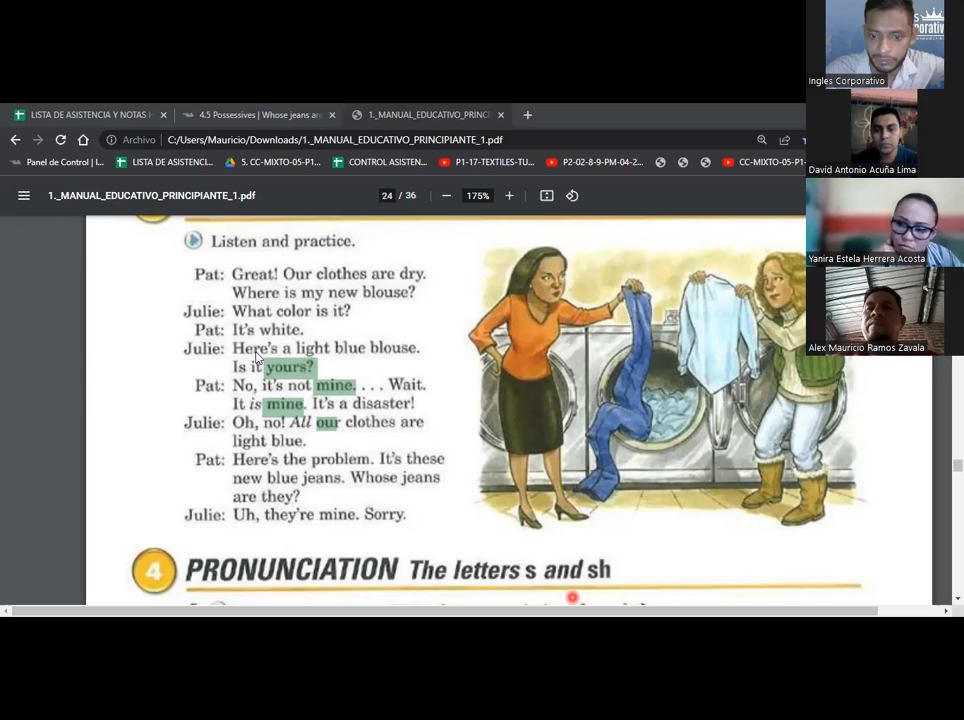 s
orporativo
Ingles Corporativo
LISTA DE ASISTENCIA Y NOTAS
4.5 Possessives | Whose jeans are
1._MANUAL_EDUCATIVO_PRINCI
Archivo C:/Users/Mauricio/Downloads/1._MANUAL_EDUCATIVO_PRINCIPIANTE_1.pdf
David Antonio Acuña Lima
Panel de Control | I... LISTA DE ASISTENCI... 5. CC-MIXTO-05-P1... CONTROL ASISTEN... P1-17-TEXTILES-TU... P2-02-8-9-PM-04-2... CC-MIXTO-05-P1-
1._MANUAL_EDUCATIVO_PRINCIPIANTE_1.pdf 24 / 36 175%
Yanira Estela Herrera Acosta
Alex Mauricio Ramos Zavala
Listen and practice.
Pat: Great! Our clothes are dry.
Where is my new blouse?
Julie: What color is it?
Pat: It's white.
Julie: Here's a light blue blouse.
Is it yours?
Pat: No, it's not mine. . . . Wait.
It is mine. It's a disaster!
Julie: Oh, no! All our clothes are
light blue.
Pat: Here's the problem. It's these
new blue jeans. Whose jeans
are they?
Julie: Uh, they're mine. Sorry.
4 PRONUNCIATION The letters s and sh